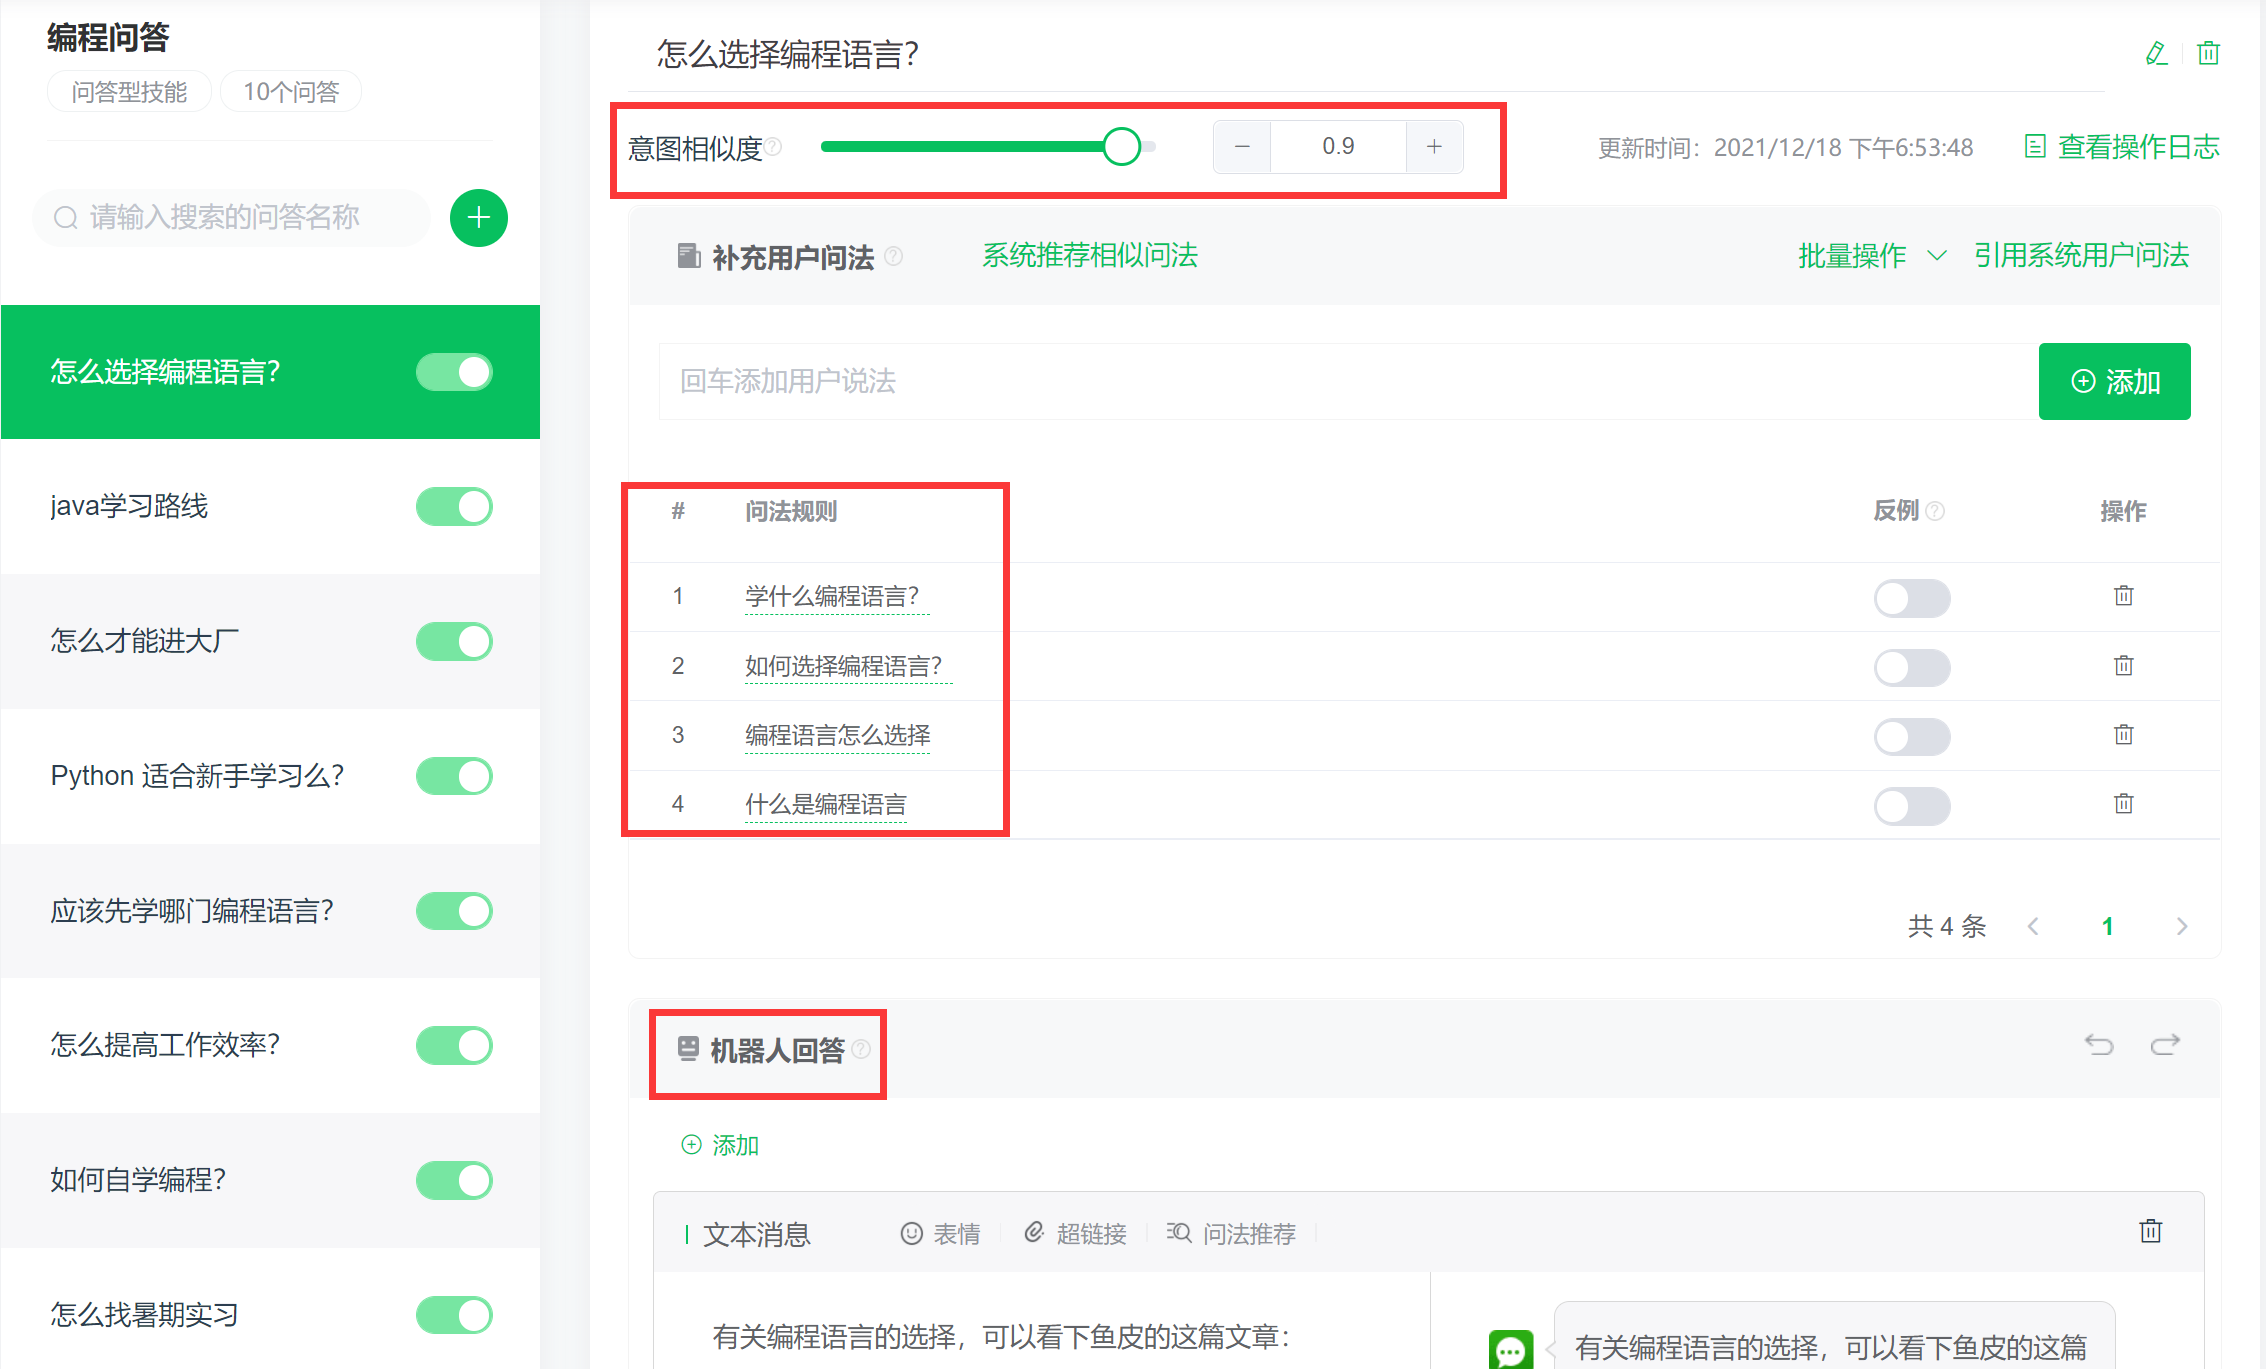 编程问答
问答型技能
10个问答
请输入搜索的问答名称
怎么选择编程语言？
java学习路线
怎么才能进大厂
Python 适合新手学习么？
应该先学哪门编程语言？
怎么提高工作效率？
如何自学编程？
怎么找暑期实习
怎么选择编程语言？
意图相似度
0.9
更新时间：2021/12/18 下午6:53:48
查看操作日志
补充用户问法
系统推荐相似问法
批量操作
引用系统用户问法
回车添加用户说法
添加
# 问法规则 反例 操作
1 学什么编程语言？
2 如何选择编程语言？
3 编程语言怎么选择
4 什么是编程语言
共 4 条
1
机器人回答
添加
文本消息
表情
超链接
问法推荐
有关编程语言的选择，可以看下鱼皮的这篇文章：
有关编程语言的选择，可以看下鱼皮的这篇